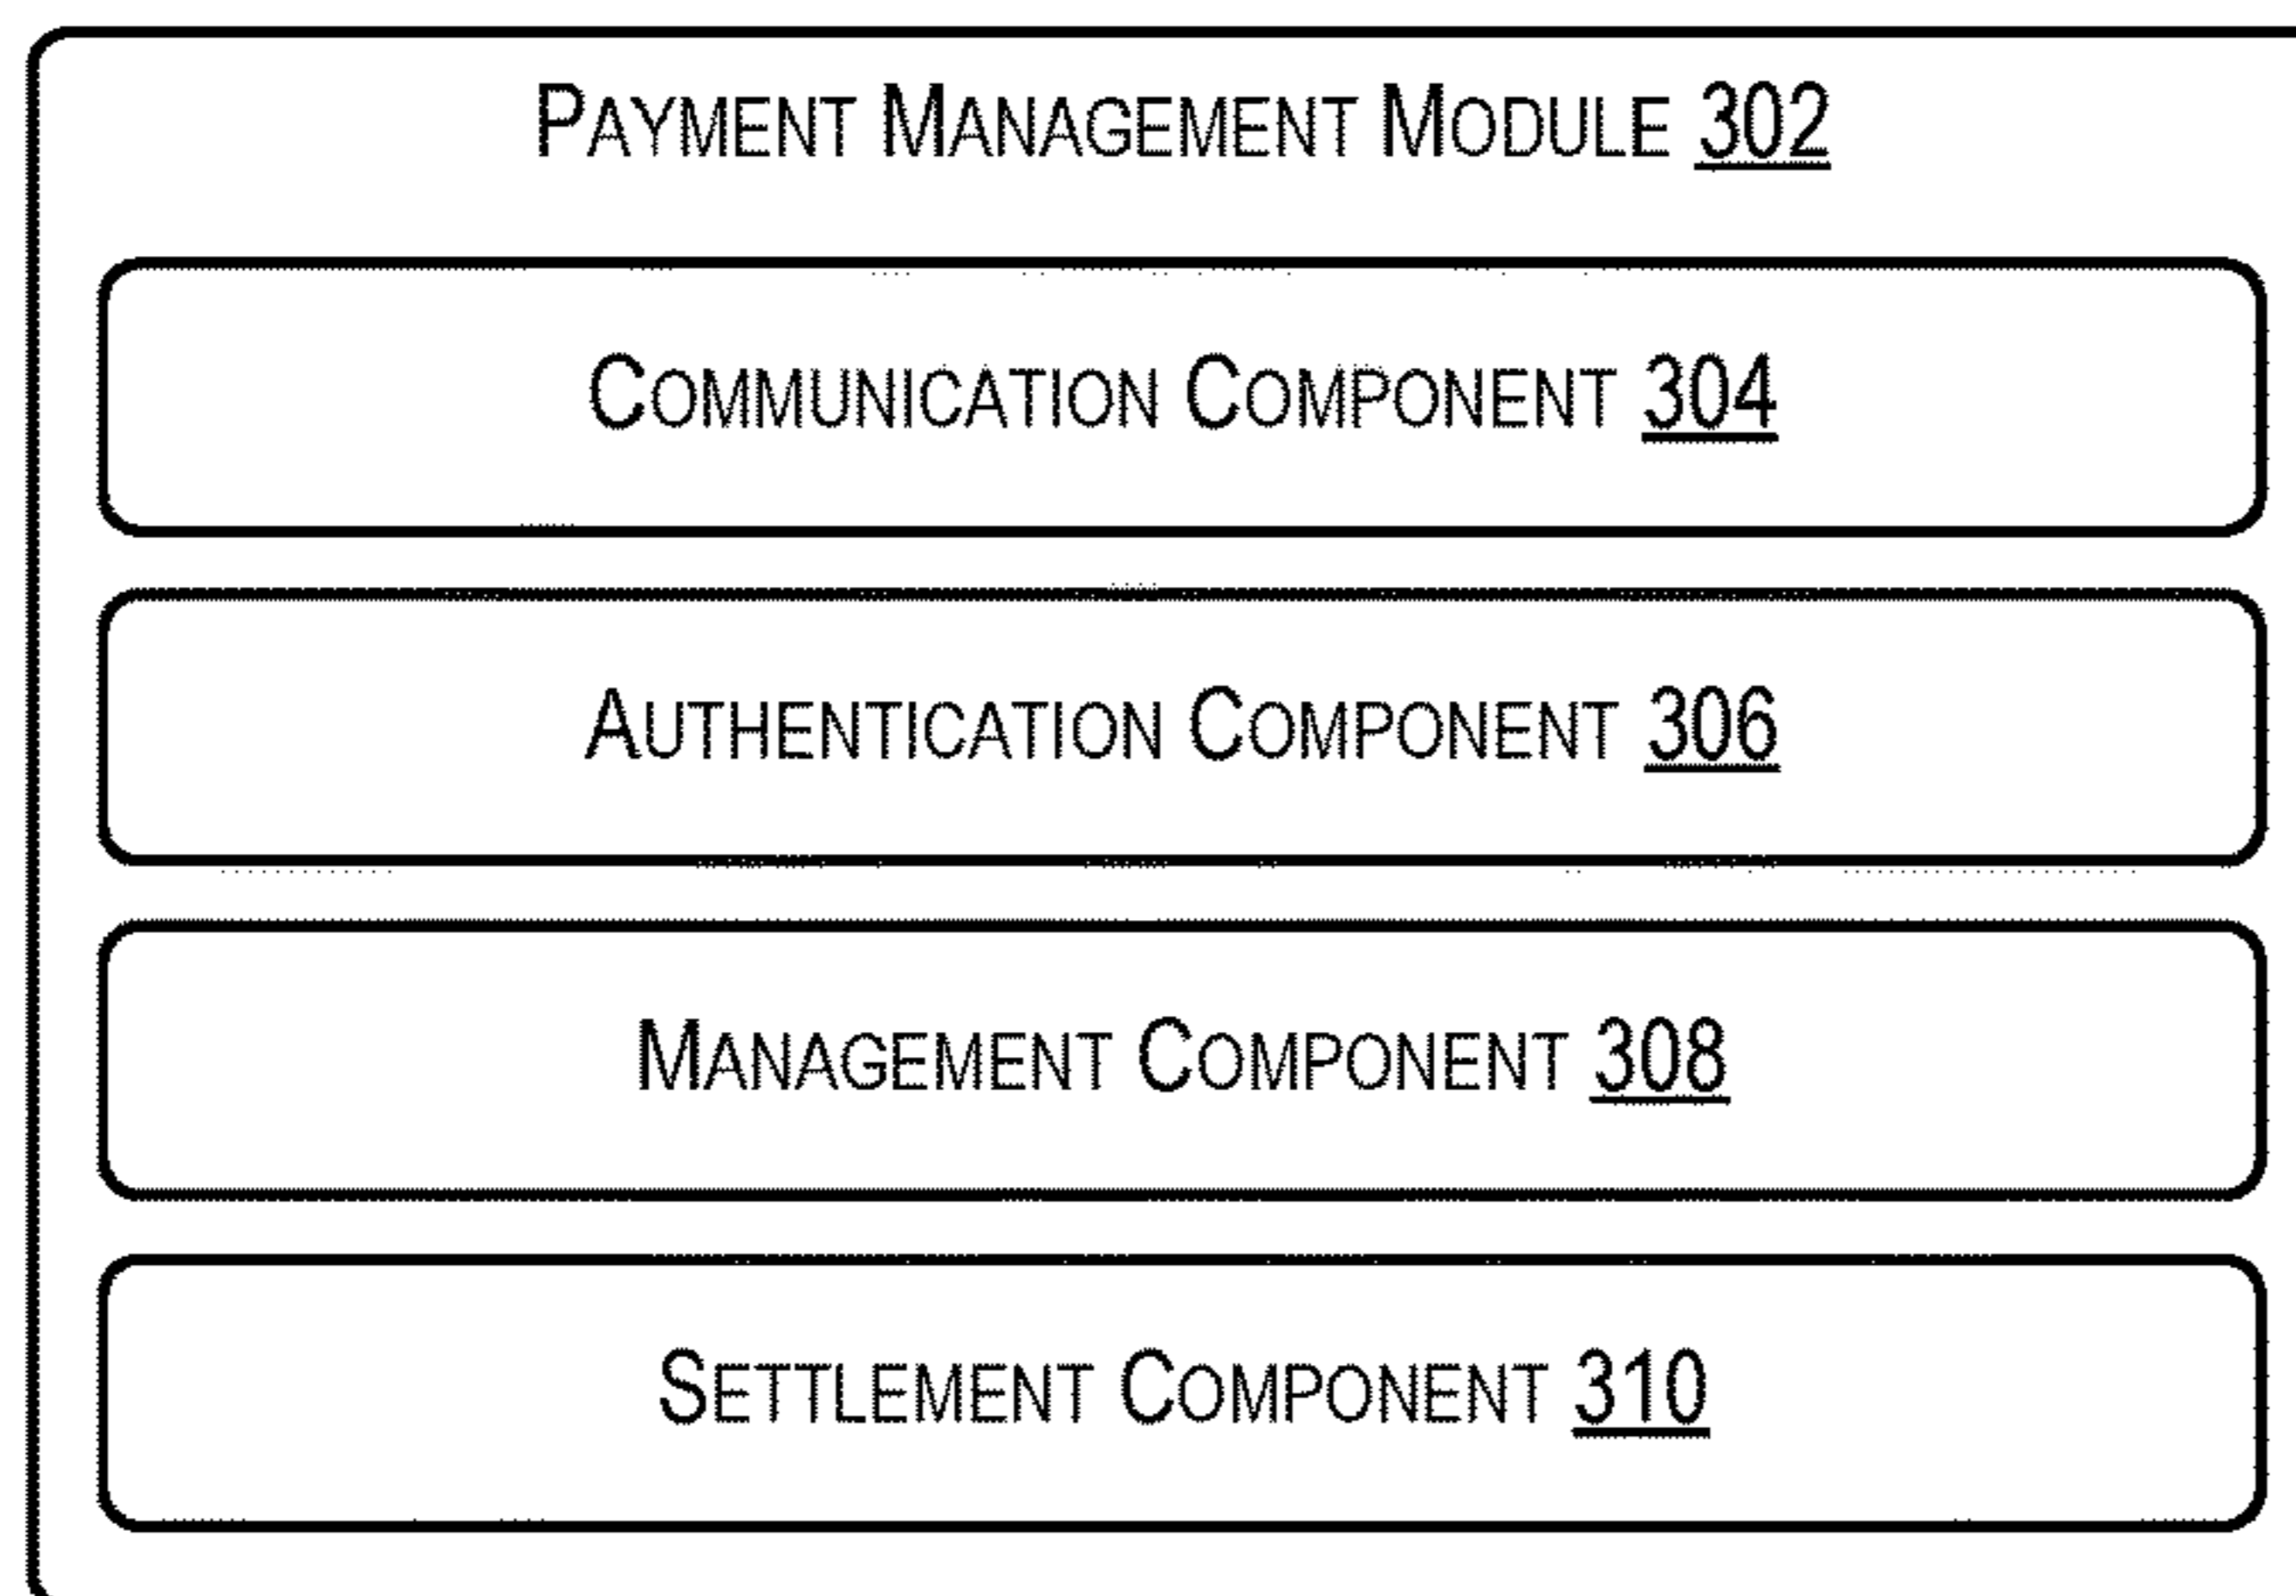 PAYMENT MANAGEMENT MODULE 302
COMMUNICATION COMPONENT 304
AUTHENTICATION COMPONENT 306
MANAGEMENT COMPONENT 308
SETTLEMENT COMPONENT 310